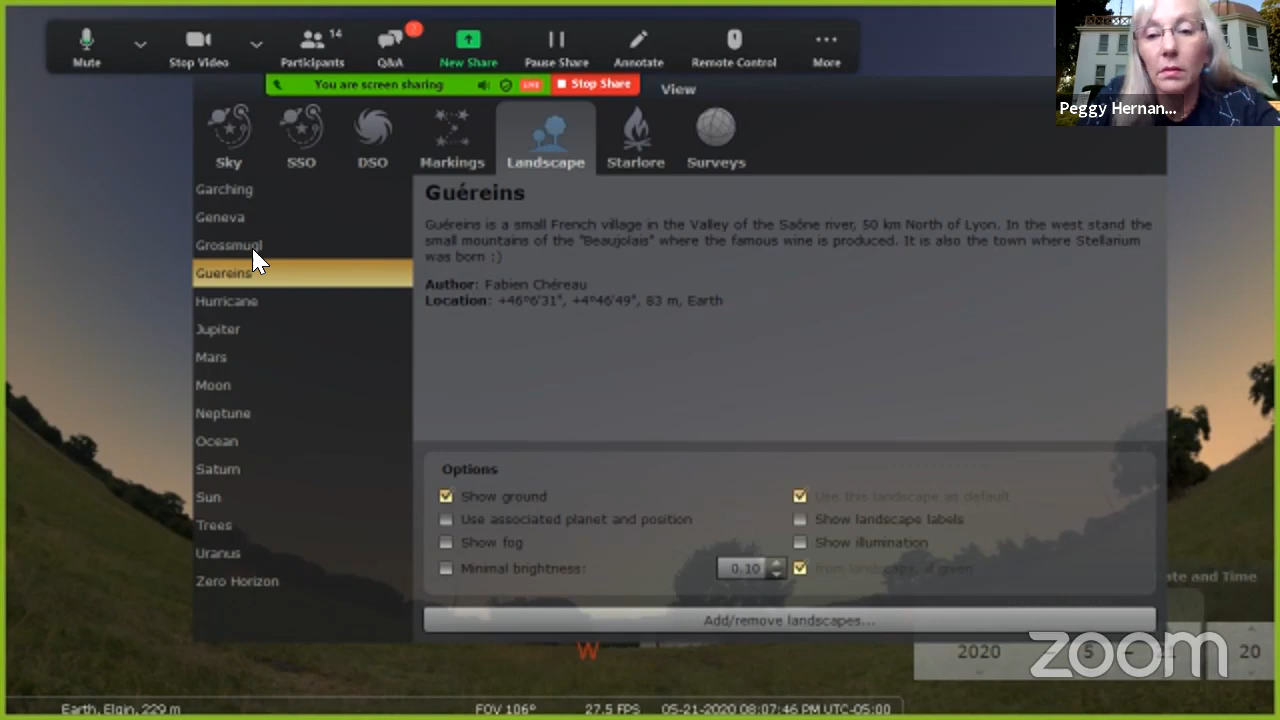 14
Mute
Stop Video
Participants
Q&A
New Share
Pause Share
Annotate
Remote Control
More
You are screen sharing
LIVE
Stop Share
View
Peggy Hernan...
Sky
SSO
DSO
Markings
Landscape
Starlore
Surveys
Garching
Geneva
Grossmugl
Guereins
Hurricane
Jupiter
Mars
Moon
Neptune
Ocean
Saturn
Sun
Trees
Uranus
Zero Horizon
Guéreins
Guéreins is a small French village in the Valley of the Saône river, 50 km North of Lyon. In the west stand the
small mountains of the "Beaujolais" where the famous wine is produced. It is also the town where Stellarium
was born :)
Author: Fabien Chéreau
Location: +46°6'31", +4°46'49", 83 m, Earth
Options
Show ground
Use this landscape as default
Use associated planet and position
Show landscape labels
Show fog
Show illumination
Minimal brightness:
0.10
from landscape, if given
Add/remove landscapes...
ate and Time
2020 - 5 -
20
zoom
W
Earth, Elgin, 229 m
FOV 106°
27.5 FPS
05-21-2020 08:07:46 PM UTC-05:00